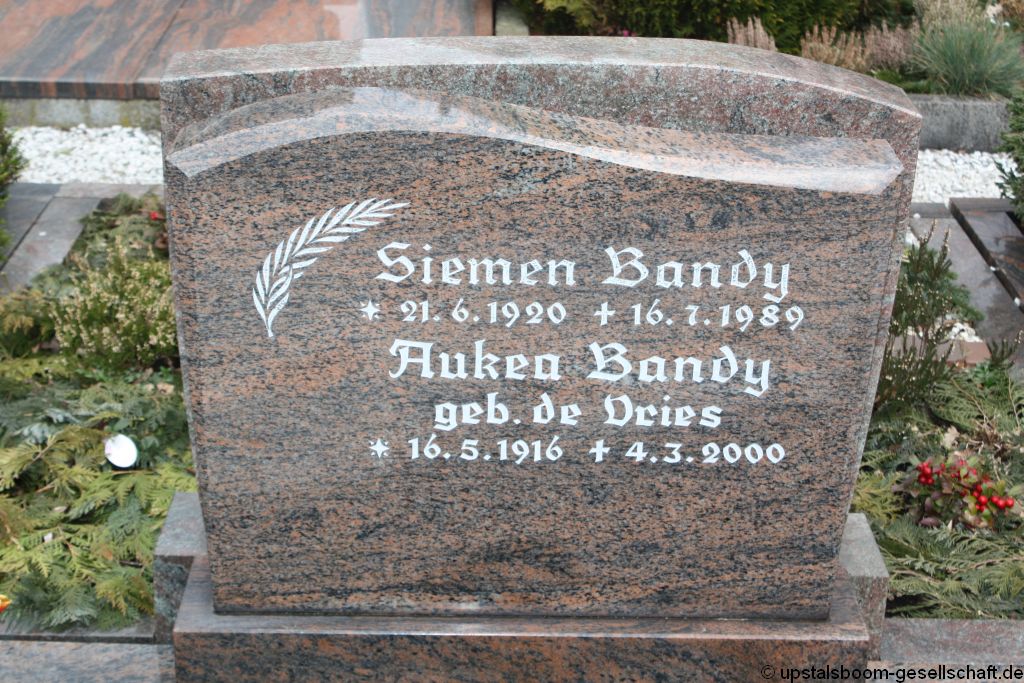 Siemen Bandy
* 21.6.1920 † 16.7.1989
Aukea Bandy
geb. de Vries
* 16.5.1916 † 4.3.2000
© upstalsboom-gesellschaft.de